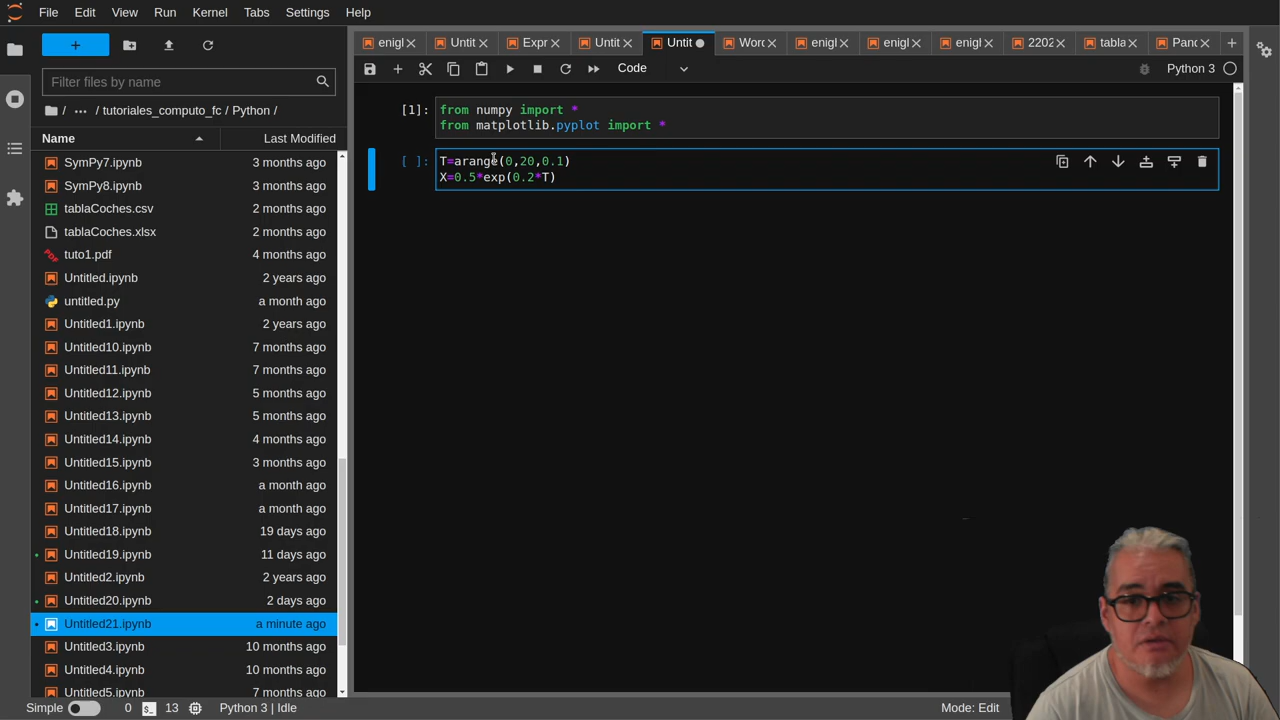 File Edit View Run Kernel Tabs Settings Help
+
Filter files by name
/ ... / tutoriales_computo_fc / Python /
Name Last Modified
SymPy7.ipynb 3 months ago
SymPy8.ipynb 3 months ago
tablaCoches.csv 2 months ago
tablaCoches.xlsx 2 months ago
tuto1.pdf 4 months ago
Untitled.ipynb 2 years ago
untitled.py a month ago
Untitled1.ipynb 2 years ago
Untitled10.ipynb 7 months ago
Untitled11.ipynb 7 months ago
Untitled12.ipynb 5 months ago
Untitled13.ipynb 5 months ago
Untitled14.ipynb 4 months ago
Untitled15.ipynb 3 months ago
Untitled16.ipynb a month ago
Untitled17.ipynb a month ago
Untitled18.ipynb 19 days ago
Untitled19.ipynb 11 days ago
Untitled2.ipynb 2 years ago
Untitled20.ipynb 2 days ago
Untitled21.ipynb a minute ago
Untitled3.ipynb 10 months ago
Untitled4.ipynb 10 months ago
Untitled5.ipynb 7 months ago
enigl Untit Expr Untit Untit Word enigl enigl enigl 2202 tabla Pand
Code Python 3
[1]: from numpy import *
from matplotlib.pyplot import *
[ ]: T=arange(0,20,0.1)
X=0.5*exp(0.2*T)
Simple 0 13 Python 3 | Idle Mode: Edit